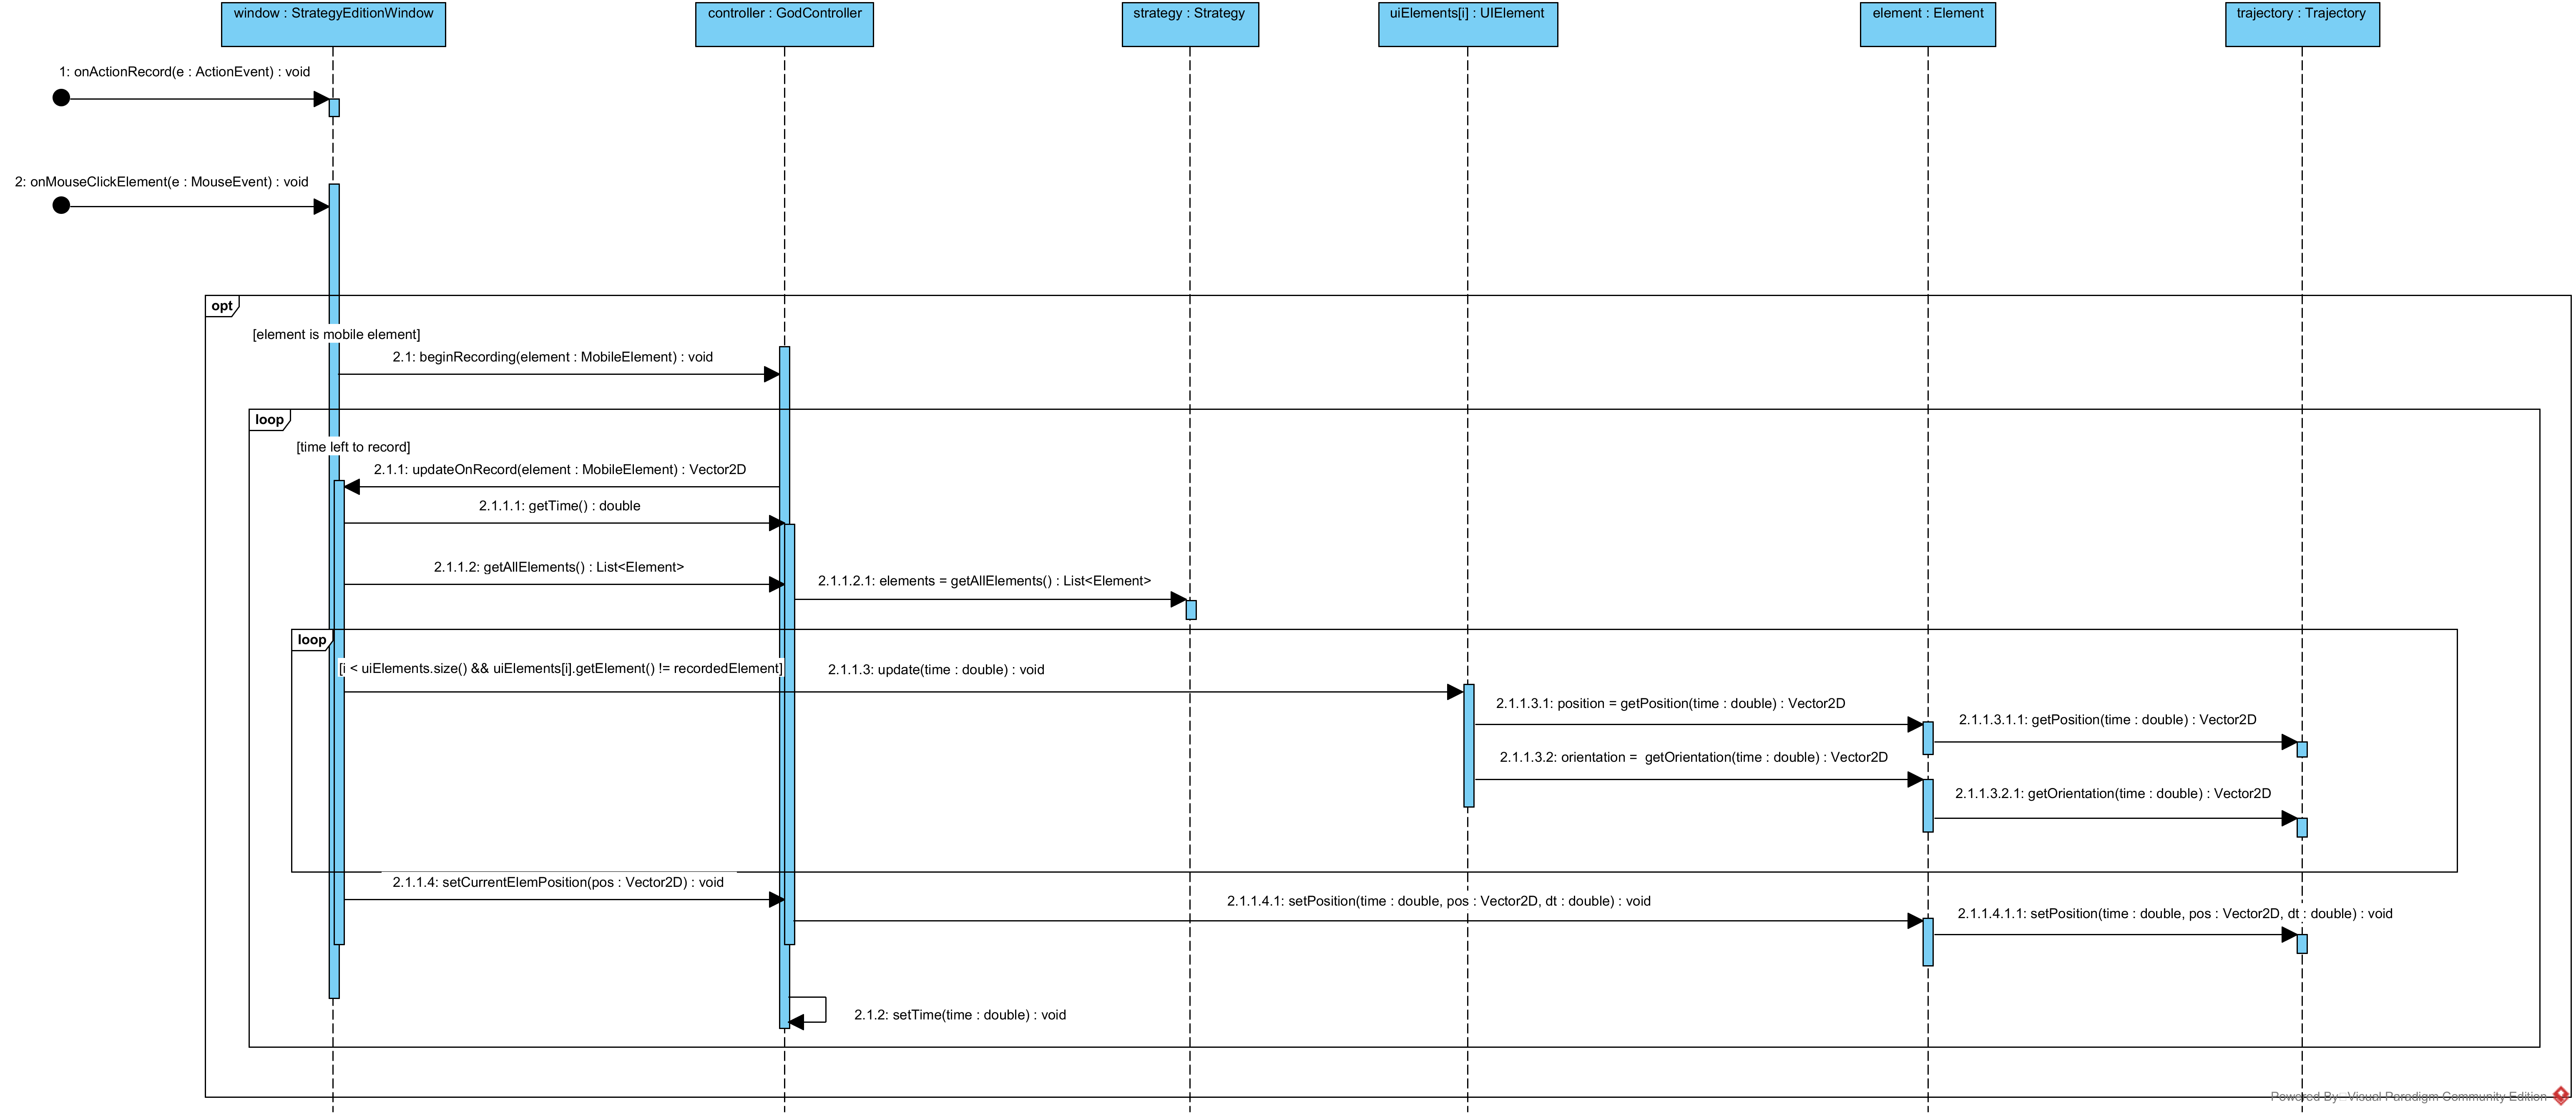 window : StrategyEditionWindow
controller : GodController
strategy : Strategy
uiElements[i] : UIElement
element : Element
trajectory : Trajectory
1: onActionRecord(e : ActionEvent) : void
2: onMouseClickElement(e : MouseEvent) : void
opt
[element is mobile element]
2.1: beginRecording(element : MobileElement) : void
loop
[time left to record]
2.1.1: updateOnRecord(element : MobileElement) : Vector2D
2.1.1.1: getTime() : double
2.1.1.2: getAllElements() : List<Element>
2.1.1.2.1: elements = getAllElements() : List<Element>
loop
[i < uiElements.size() && uiElements[i].getElement() != recordedElement]
2.1.1.3: update(time : double) : void
2.1.1.3.1: position = getPosition(time : double) : Vector2D
2.1.1.3.1.1: getPosition(time : double) : Vector2D
2.1.1.3.2: orientation =  getOrientation(time : double) : Vector2D
2.1.1.3.2.1: getOrientation(time : double) : Vector2D
2.1.1.4: setCurrentElemPosition(pos : Vector2D) : void
2.1.1.4.1: setPosition(time : double, pos : Vector2D, dt : double) : void
2.1.1.4.1.1: setPosition(time : double, pos : Vector2D, dt : double) : void
2.1.2: setTime(time : double) : void
Powered By: Visual Paradigm Community Edition